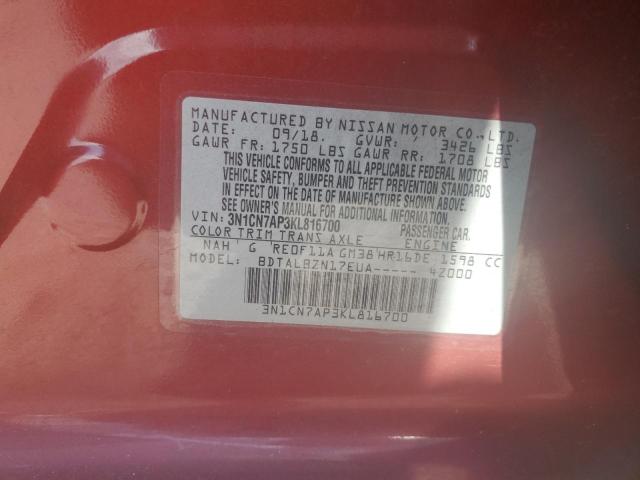 MANUFACTURED BY NISSAN MOTOR CO., LTD.
DATE: 09/18. GVWR: 3426 LBS
GAWR FR: 1750 LBS GAWR RR: 1708 LBS
THIS VEHICLE CONFORMS TO ALL APPLICABLE FEDERAL MOTOR
VEHICLE SAFETY, BUMPER AND THEFT PREVENTION STANDARDS
IN EFFECT ON THE DATE OF MANUFACTURE SHOWN ABOVE.
SEE OWNER'S MANUAL FOR ADDITIONAL INFORMATION.
VIN: 3N1CN7AP3KL816700 PASSENGER CAR.
COLOR TRIM TRANS AXLE ENGINE
NAH G RE0F11A GM38 HR16DE 1598 CC
MODEL: BDTALBZN17EUA----- 42000
3N1CN7AP3KL816700